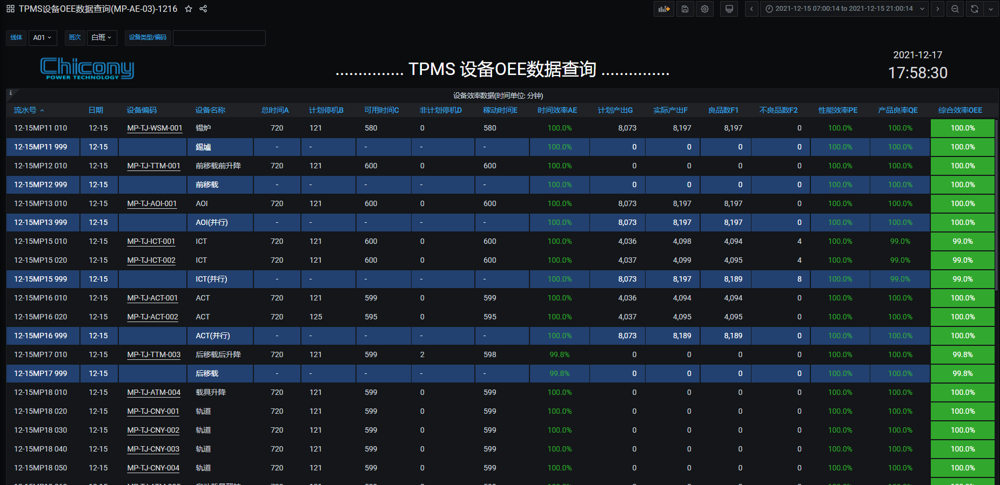 TPMS设备OEE数据查询(MP-AE-03)-1216
2021-12-15 07:00:14 to 2021-12-15 21:00:14
线体 A01 班次 白班 设备类型/编码
Chicony
POWER TECHNOLOGY
............... TPMS 设备OEE数据查询 ...............
2021-12-17
17:58:30
设备效率数据(时间单位: 分钟)
流水号 日期 设备编码 设备名称 总时间A 计划停机B 可用时间C 非计划停机D 稼动时间E 时间效率AE 计划产出G 实际产出F 良品数F1 不良品数F2 性能效率PE 产品良率QE 综合效率OEE
12-15MP11 010 12-15 MP-TJ-WSM-001 锡炉 720 121 580 0 580 100.0% 8,073 8,197 8,197 0 100.0% 100.0% 100.0%
12-15MP11 999 12-15 錫爐 - - - - - 100.0% 0 0 0 0 100.0% 100.0% 100.0%
12-15MP12 010 12-15 MP-TJ-TTM-001 前移载前升降 720 121 600 0 600 100.0% 0 0 0 0 100.0% 100.0% 100.0%
12-15MP12 999 12-15 前移载 - - - - - 100.0% 0 0 0 0 100.0% 100.0% 100.0%
12-15MP13 010 12-15 MP-TJ-AOI-001 AOI 720 121 600 0 600 100.0% 8,073 8,197 8,197 0 100.0% 100.0% 100.0%
12-15MP13 999 12-15 AOI(并行) - - - - - 100.0% 8,073 8,197 8,197 0 100.0% 100.0% 100.0%
12-15MP15 010 12-15 MP-TJ-ICT-001 ICT 720 121 600 0 600 100.0% 4,036 4,098 4,094 4 100.0% 99.0% 99.0%
12-15MP15 020 12-15 MP-TJ-ICT-002 ICT 720 121 600 0 600 100.0% 4,037 4,099 4,095 4 100.0% 99.0% 99.0%
12-15MP15 999 12-15 ICT(并行) - - - - - 100.0% 8,073 8,197 8,189 8 100.0% 99.0% 99.0%
12-15MP16 010 12-15 MP-TJ-ACT-001 ACT 720 121 599 0 599 100.0% 4,036 4,094 4,094 0 100.0% 100.0% 100.0%
12-15MP16 020 12-15 MP-TJ-ACT-002 ACT 720 125 595 0 595 100.0% 4,037 4,095 4,095 0 100.0% 100.0% 100.0%
12-15MP16 999 12-15 ACT(并行) - - - - - 100.0% 8,073 8,189 8,189 0 100.0% 100.0% 100.0%
12-15MP17 010 12-15 MP-TJ-TTM-003 后移载后升降 720 121 599 2 598 99.8% 0 0 0 0 100.0% 100.0% 99.8%
12-15MP17 999 12-15 后移载 - - - - - 99.8% 0 0 0 0 100.0% 100.0% 99.8%
12-15MP18 010 12-15 MP-TJ-ATM-004 载具升降 720 121 599 0 599 100.0% 0 0 0 0 100.0% 100.0% 100.0%
12-15MP18 020 12-15 MP-TJ-CNY-001 轨道 720 121 599 0 599 100.0% 0 0 0 0 100.0% 100.0% 100.0%
12-15MP18 030 12-15 MP-TJ-CNY-002 轨道 720 121 599 0 599 100.0% 0 0 0 0 100.0% 100.0% 100.0%
12-15MP18 040 12-15 MP-TJ-CNY-003 轨道 720 121 599 0 599 100.0% 0 0 0 0 100.0% 100.0% 100.0%
12-15MP18 050 12-15 MP-TJ-CNY-004 轨道 720 121 599 0 599 100.0% 0 0 0 0 100.0% 100.0% 100.0%